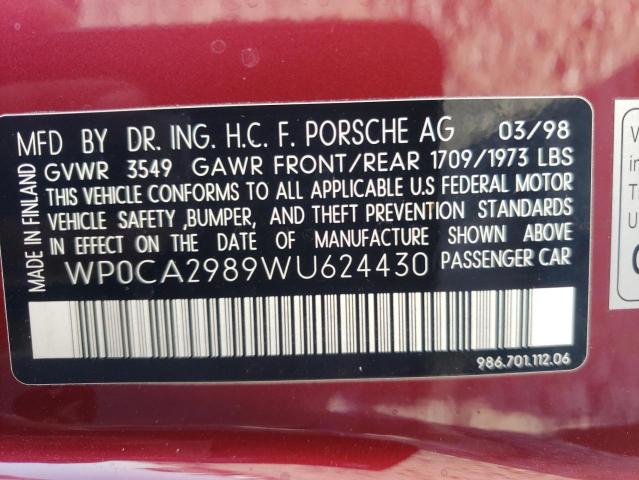 MFD BY DR. ING. H.C. F. PORSCHE AG 03/98
GVWR 3549 GAWR FRONT/REAR 1709/1973 LBS
THIS VEHICLE CONFORMS TO ALL APPLICABLE U.S FEDERAL MOTOR
VEHICLE SAFETY ,BUMPER, AND THEFT PREVENTION STANDARDS
IN EFFECT ON THE DATE OF MANUFACTURE SHOWN ABOVE
WP0CA2989WU624430 PASSENGER CAR
MADE IN FINLAND
986.701.112.06